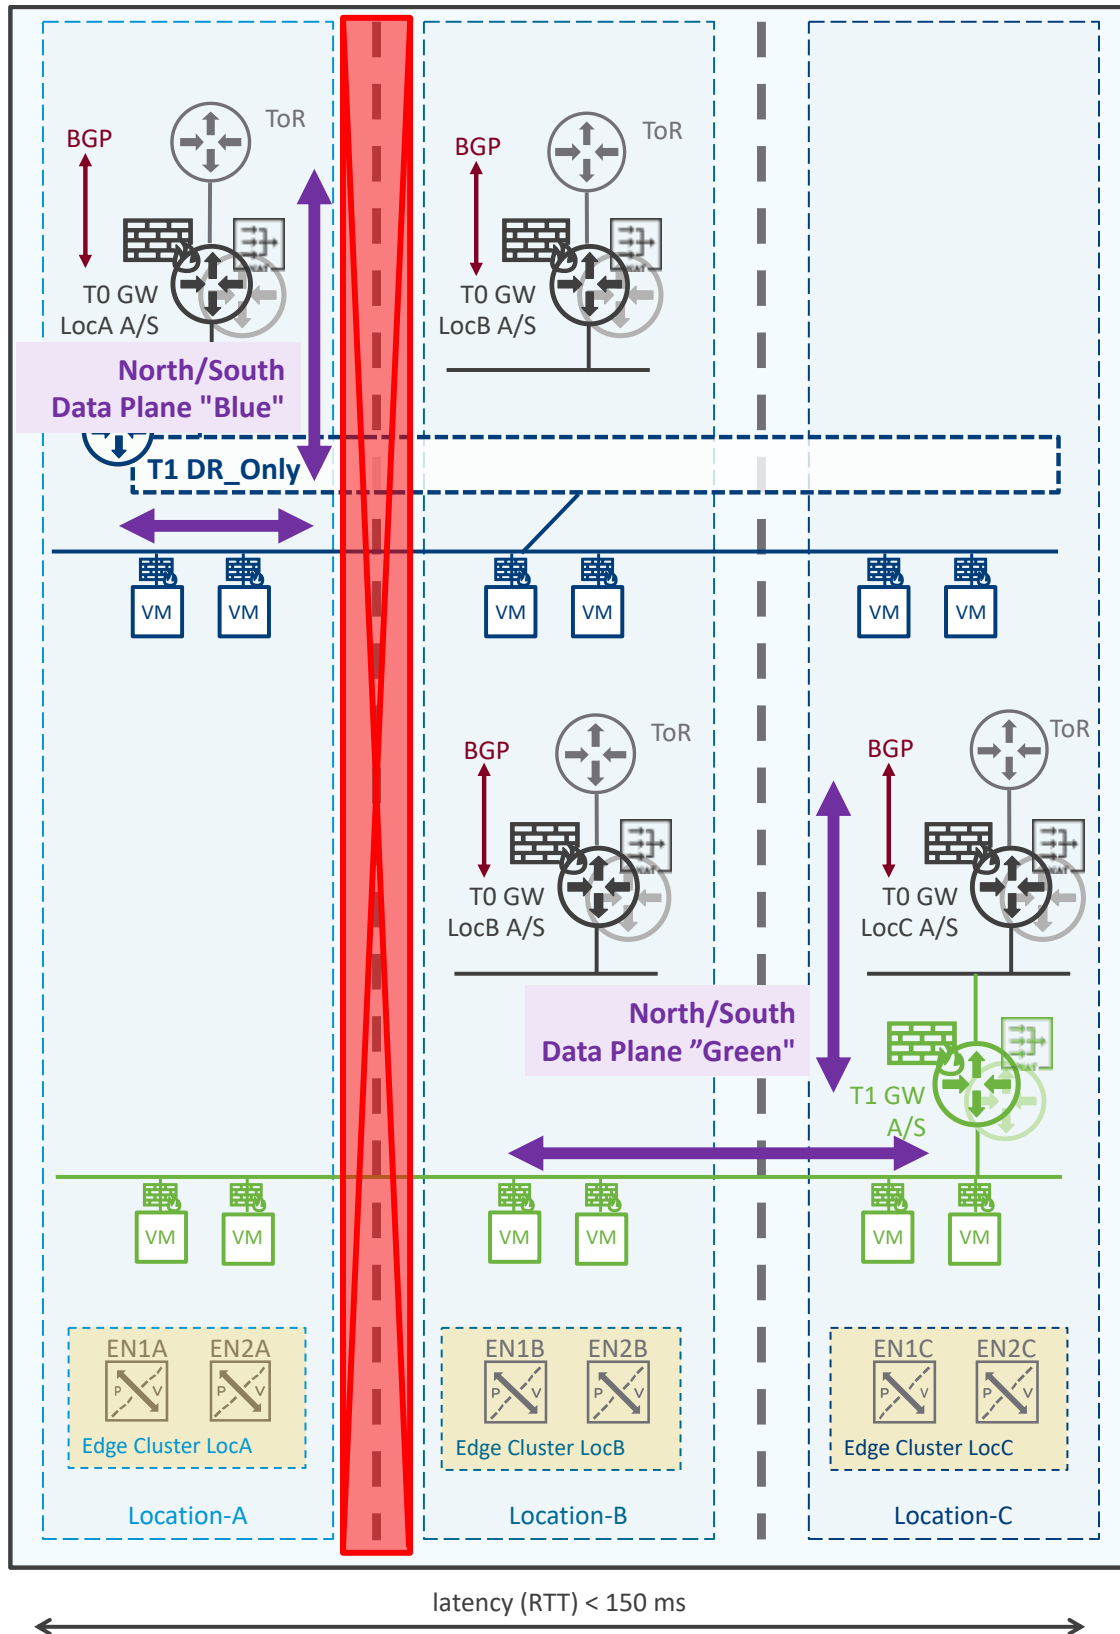 ToR
BGP
T0 GW
LocA A/S
ToR
BGP
T0 GW
LocB A/S
North/South
Data Plane "Blue"
T1 DR_Only
VM
VM
VM
VM
VM
VM
ToR
BGP
T0 GW
LocB A/S
ToR
BGP
T0 GW
LocC A/S
North/South
Data Plane ”Green"
T1 GW
A/S
VM
VM
VM
VM
VM
VM
EN1A
EN2A
P V
P V
Edge Cluster LocA
EN1B
EN2B
P V
P V
Edge Cluster LocB
EN1C
EN2C
P V
P V
Edge Cluster LocC
Location-A
Location-B
Location-C
latency (RTT) < 150 ms